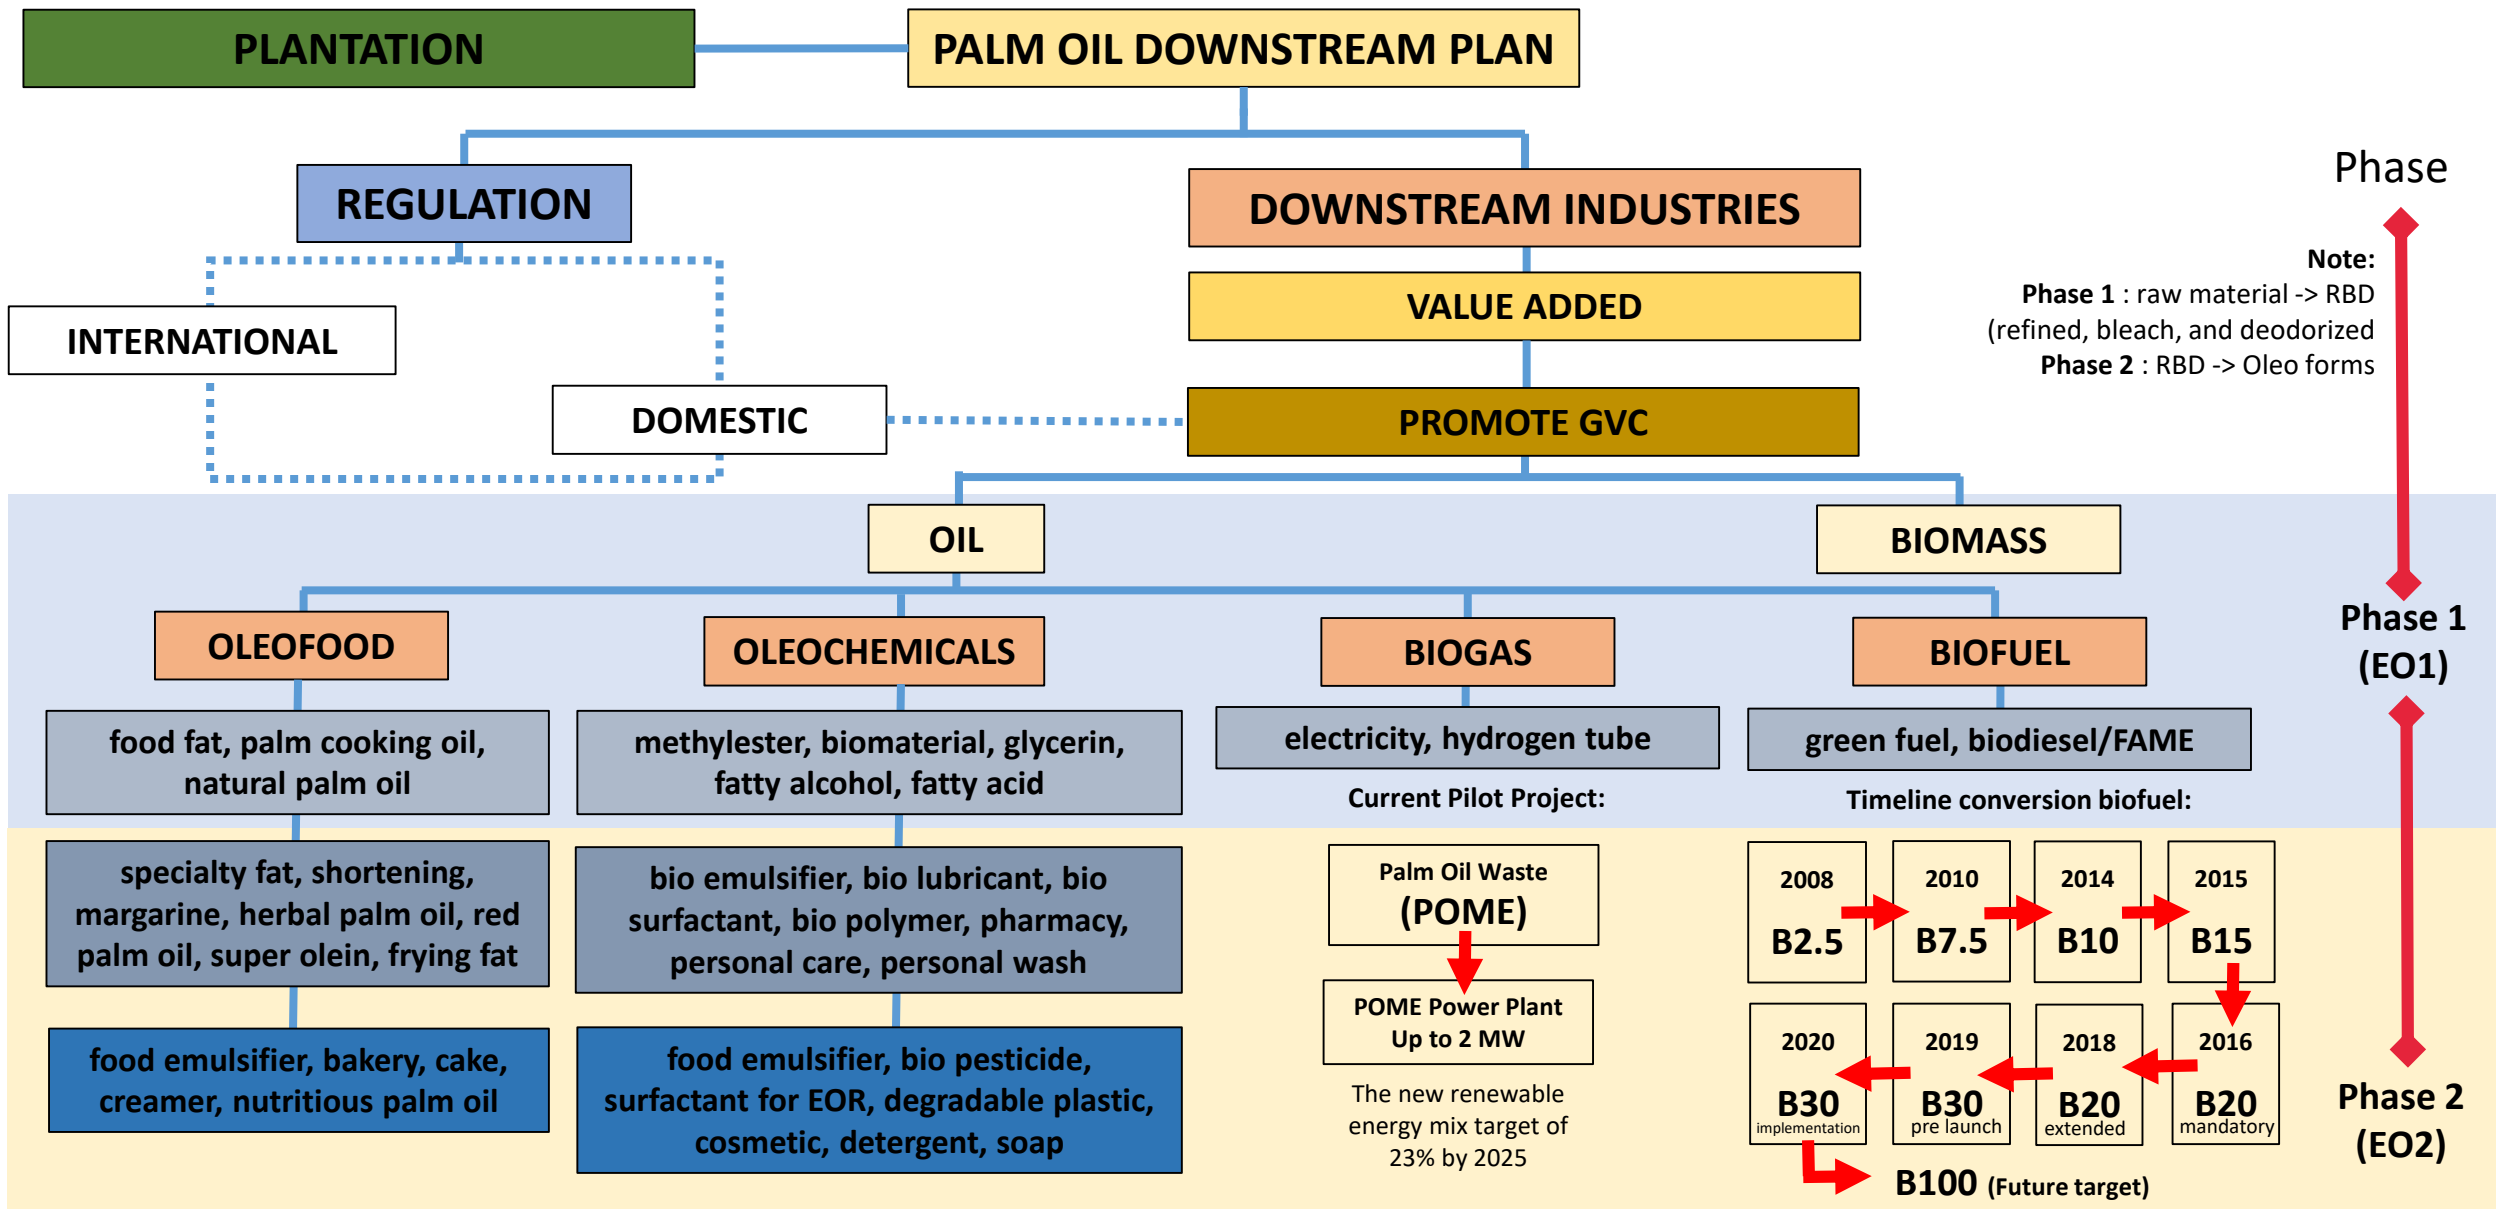 PLANTATION
PALM OIL DOWNSTREAM PLAN
REGULATION
DOWNSTREAM INDUSTRIES
Phase
Note:
Phase 1 : raw material -> RBD
(refined, bleach, and deodorized
Phase 2 : RBD -> Oleo forms
VALUE ADDED
INTERNATIONAL
DOMESTIC
PROMOTE GVC
OIL
BIOMASS
OLEOFOOD
OLEOCHEMICALS
BIOGAS
BIOFUEL
Phase 1
(EO1)
food fat, palm cooking oil,
natural palm oil
methylester, biomaterial, glycerin,
fatty alcohol, fatty acid
electricity, hydrogen tube
green fuel, biodiesel/FAME
Current Pilot Project:
Timeline conversion biofuel:
specialty fat, shortening,
margarine, herbal palm oil, red
palm oil, super olein, frying fat
bio emulsifier, bio lubricant, bio
surfactant, bio polymer, pharmacy,
personal care, personal wash
Palm Oil Waste
(POME)
POME Power Plant
Up to 2 MW
The new renewable
energy mix target of
23% by 2025
2008
B2.5
2010
B7.5
2014
B10
2015
B15
2020
B30
implementation
2019
B30
pre launch
2018
B20
extended
2016
B20
mandatory
B100 (Future target)
food emulsifier, bakery, cake,
creamer, nutritious palm oil
food emulsifier, bio pesticide,
surfactant for EOR, degradable plastic,
cosmetic, detergent, soap
Phase 2
(EO2)